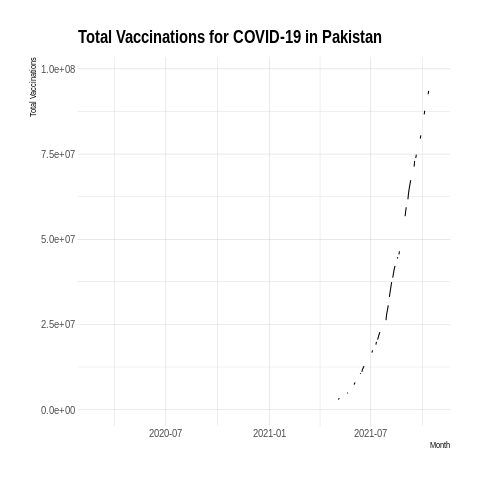 Total Vaccinations for COVID-19 in Pakistan
Total Vaccinations
1.0e+08
7.5e+07
5.0e+07
2.5e+07
0.0e+00
2020-07 2021-01 2021-07
Month